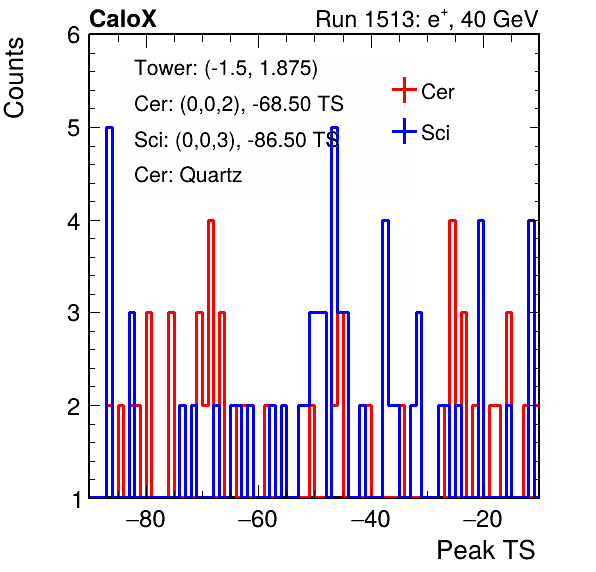 CaloX Run 1513: e⁺, 40 GeV
Counts
6
5
4
3
2
1
Tower: (-1.5, 1.875)
Cer: (0,0,2), -68.50 TS
Sci: (0,0,3), -86.50 TS
Cer: Quartz
Cer
Sci
−80 −60 −40 −20
Peak TS